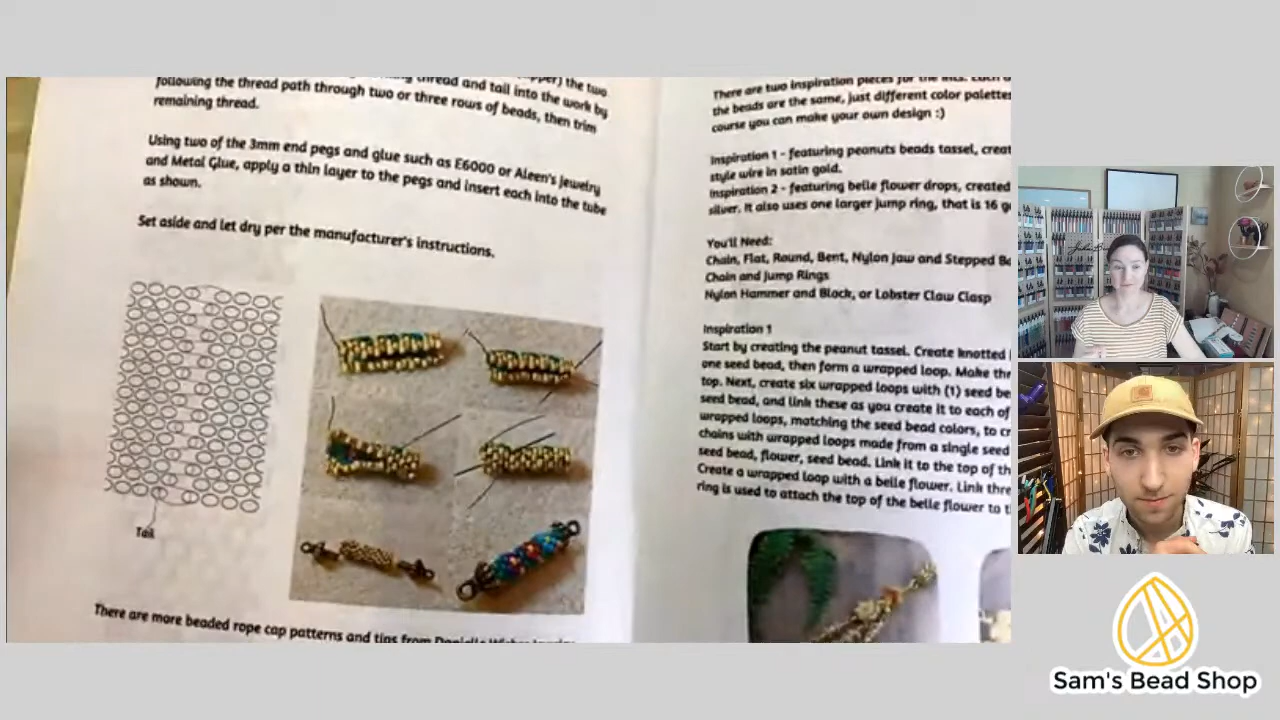 pper) the two
thread and tail into the work by
following the thread path through two or three rows of beads, then trim
remaining thread.
Using two of the 3mm end pegs and glue such as E6000 or Aleen's Jewelry
and Metal Glue, apply a thin layer to the pegs and insert each into the tube
as shown.
Set aside and let dry per the manufacturer's instructions.
Tail
There are more beaded rope cap patterns and tips from Danielle
There are two inspiration pieces for the
the beads are the same, just different color palettes
course you can make your own design :)
Inspiration 1 - featuring peanuts beads tassel, creat
style wire in satin gold.
Inspiration 2 - featuring belle flower drops, created
silver. It also uses one larger jump ring, that is 16 g
You'll Need:
Chain, Flat, Round, Bent, Nylon Jaw and Stepped B
Chain and Jump Rings
Nylon Hammer and Block, or Lobster Claw Clasp
Inspiration 1
Start by creating the peanut tassel. Create knotted
one seed bead, then form a wrapped loop. Make th
top. Next, create six wrapped loops with (1) seed be
seed bead, and link these as you create it to each of
wrapped loops, matching the seed bead colors, to cr
chains with wrapped loops made from a single seed
seed bead, flower, seed bead. Link it to the top of th
Create a wrapped loop with a belle flower. Link thre
ring is used to attach the top of the belle flower to t
Sam's Bead Shop